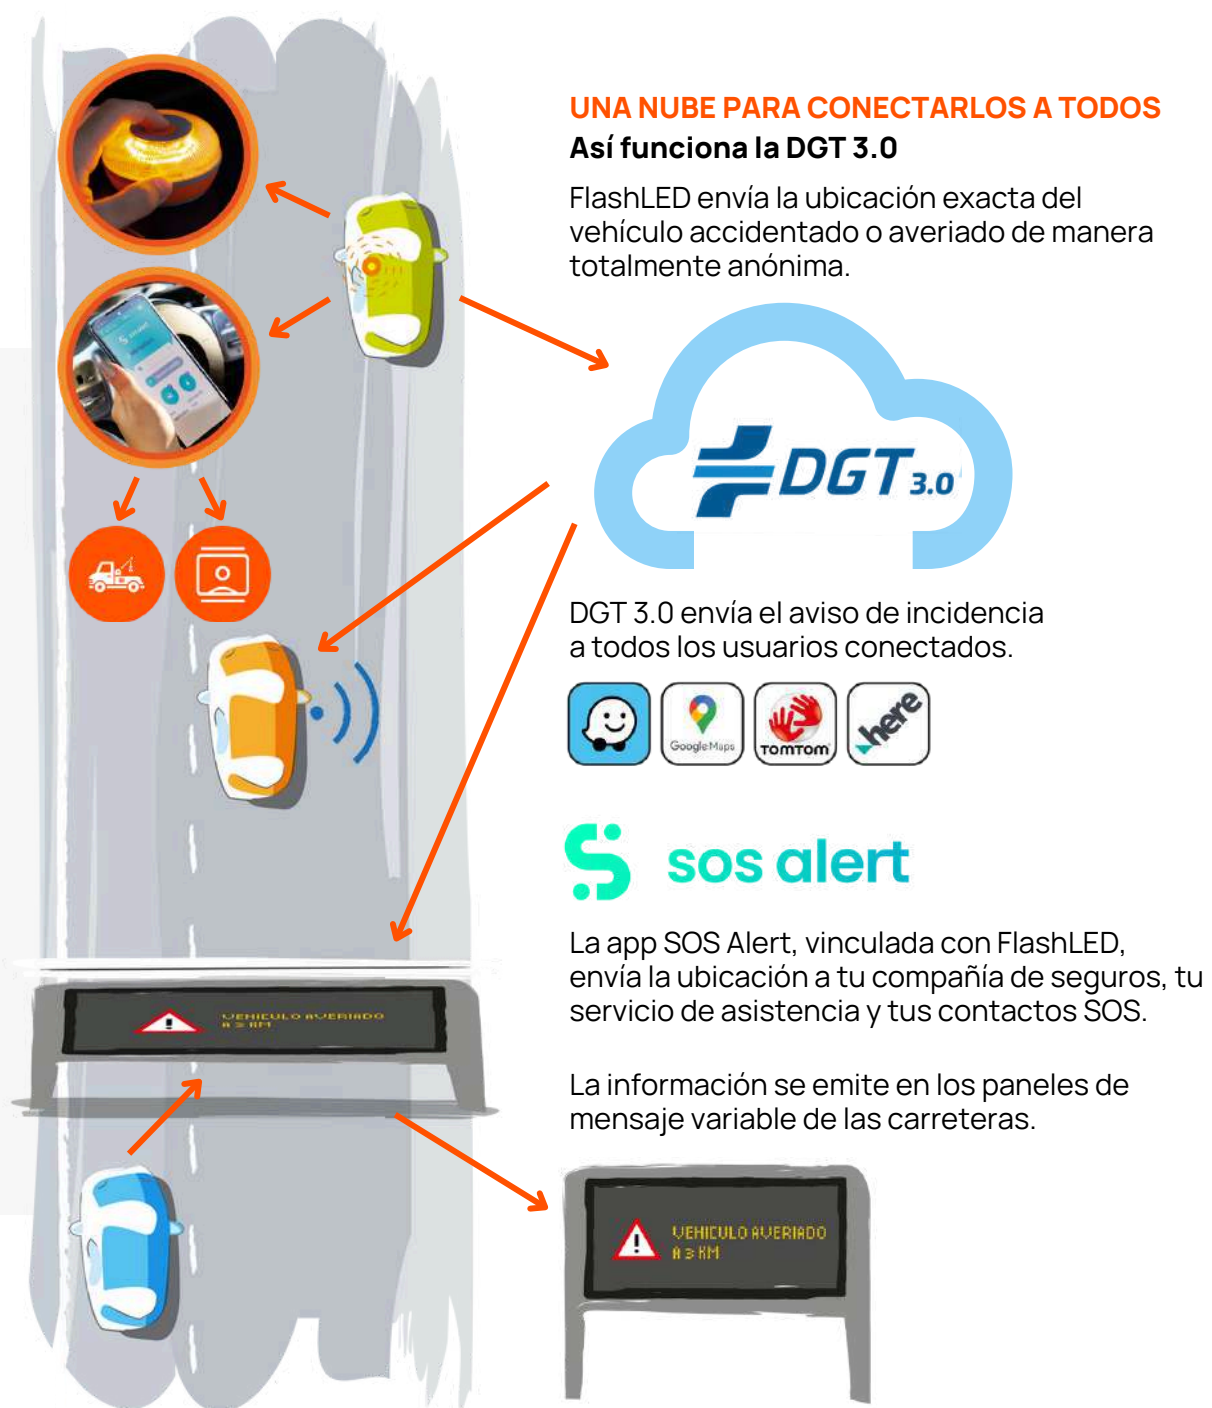 UNA NUBE PARA CONECTARLOS A TODOS
Así funciona la DGT 3.0
FlashLED envía la ubicación exacta del
vehículo accidentado o averiado de manera
totalmente anónima.
DGT 3.0
DGT 3.0 envía el aviso de incidencia
a todos los usuarios conectados.
Google Maps
TOMTOM
here
sos alert
La app SOS Alert, vinculada con FlashLED,
envía la ubicación a tu compañía de seguros, tu
servicio de asistencia y tus contactos SOS.
VEHICULO AVERIADO
A 3 KM
La información se emite en los paneles de
mensaje variable de las carreteras.
VEHICULO AVERIADO
A 3 KM